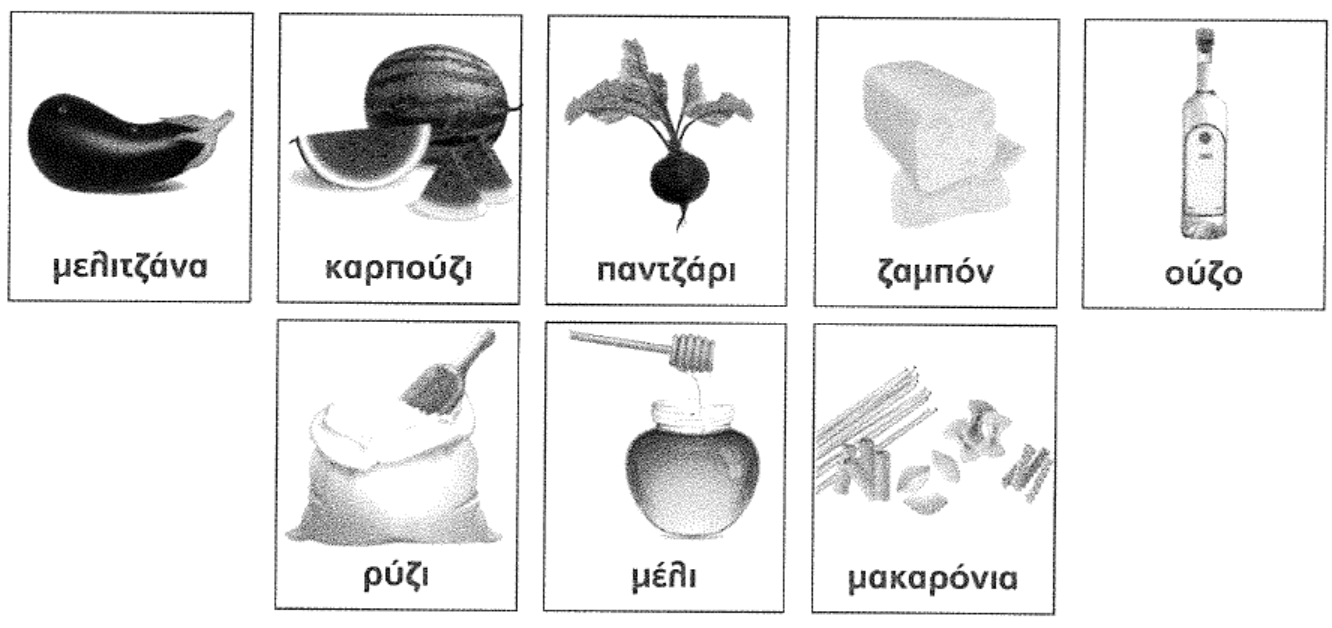 μελιτζάνα
καρπούζι
παντζάρι
ζαμπόν
ούζο
ρύζι
μέλι
μακαρόνια